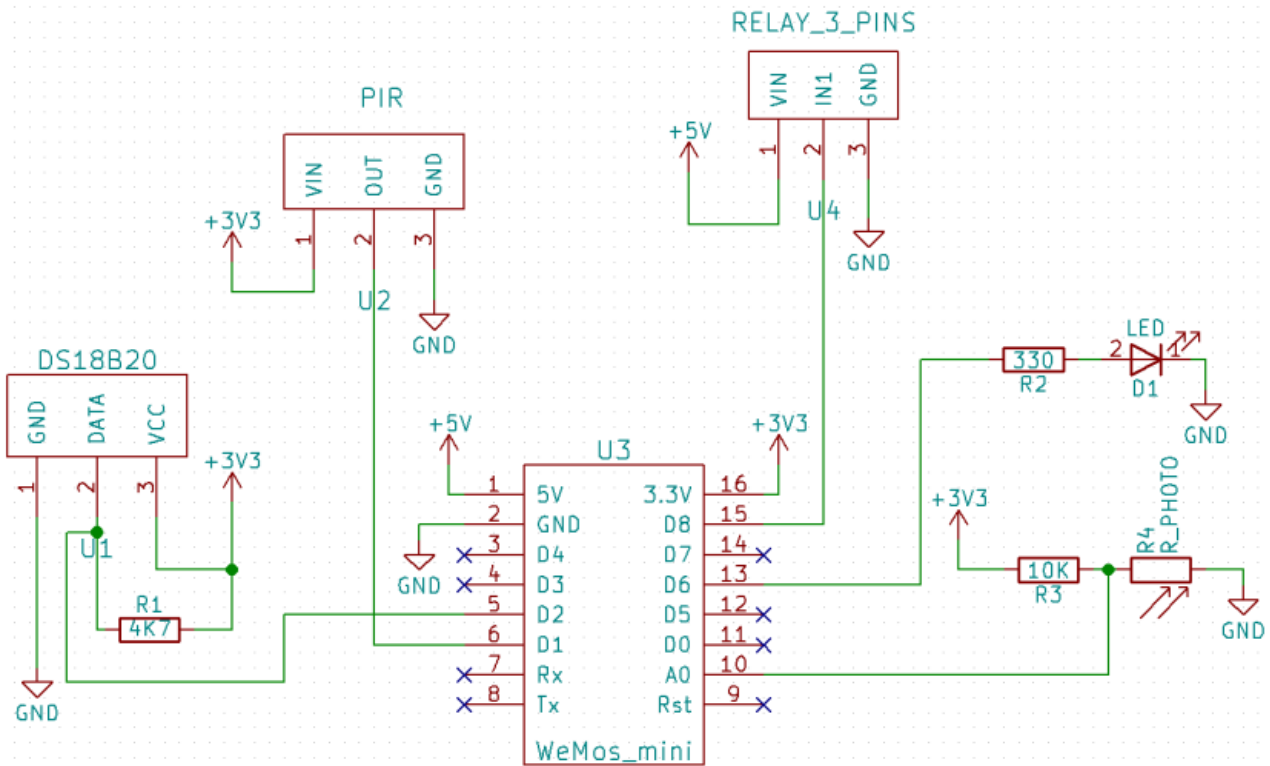 RELAY_3_PINS
VIN
IN1
GND
1
2
3
+5V
U4
GND
PIR
VIN
OUT
GND
1
2
3
+3V3
U2
GND
DS18B20
GND
DATA
VCC
1
2
3
+3V3
U1
R1
4K7
GND
LED
330
R2
2
1
D1
GND
+5V
GND
U3
+3V3
1 5V
2 GND
3 D4
4 D3
5 D2
6 D1
7 Rx
8 Tx
3.3V 16
D8 15
D7 14
D6 13
D5 12
D0 11
A0 10
Rst 9
WeMos_mini
+3V3
10K
R3
R4
R_PHOTO
GND